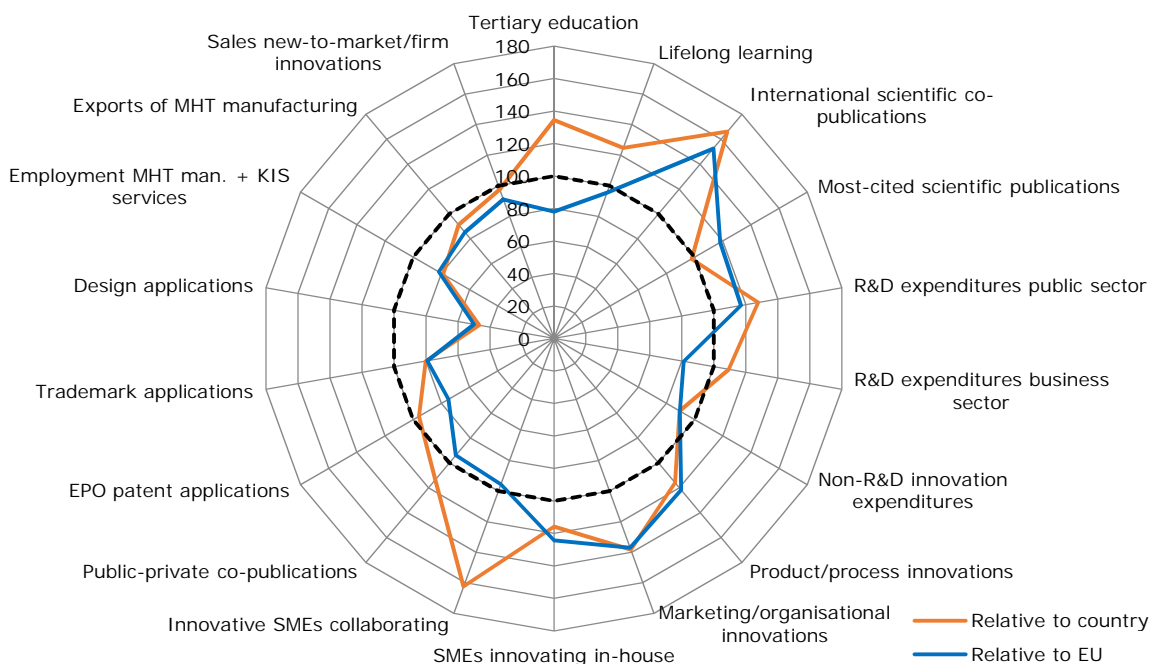 Tertiary education
Sales new-to-market/firm
innovations
Lifelong learning
International scientific co-
publications
Exports of MHT manufacturing
Most-cited scientific publications
Employment MHT man. + KIS
services
R&D expenditures public sector
Design applications
R&D expenditures business
sector
Trademark applications
Non-R&D innovation
expenditures
EPO patent applications
Product/process innovations
Public-private co-publications
Marketing/organisational
innovations
Innovative SMEs collaborating
SMEs innovating in-house
180
160
140
120
100
80
60
40
20
0
Relative to country
Relative to EU